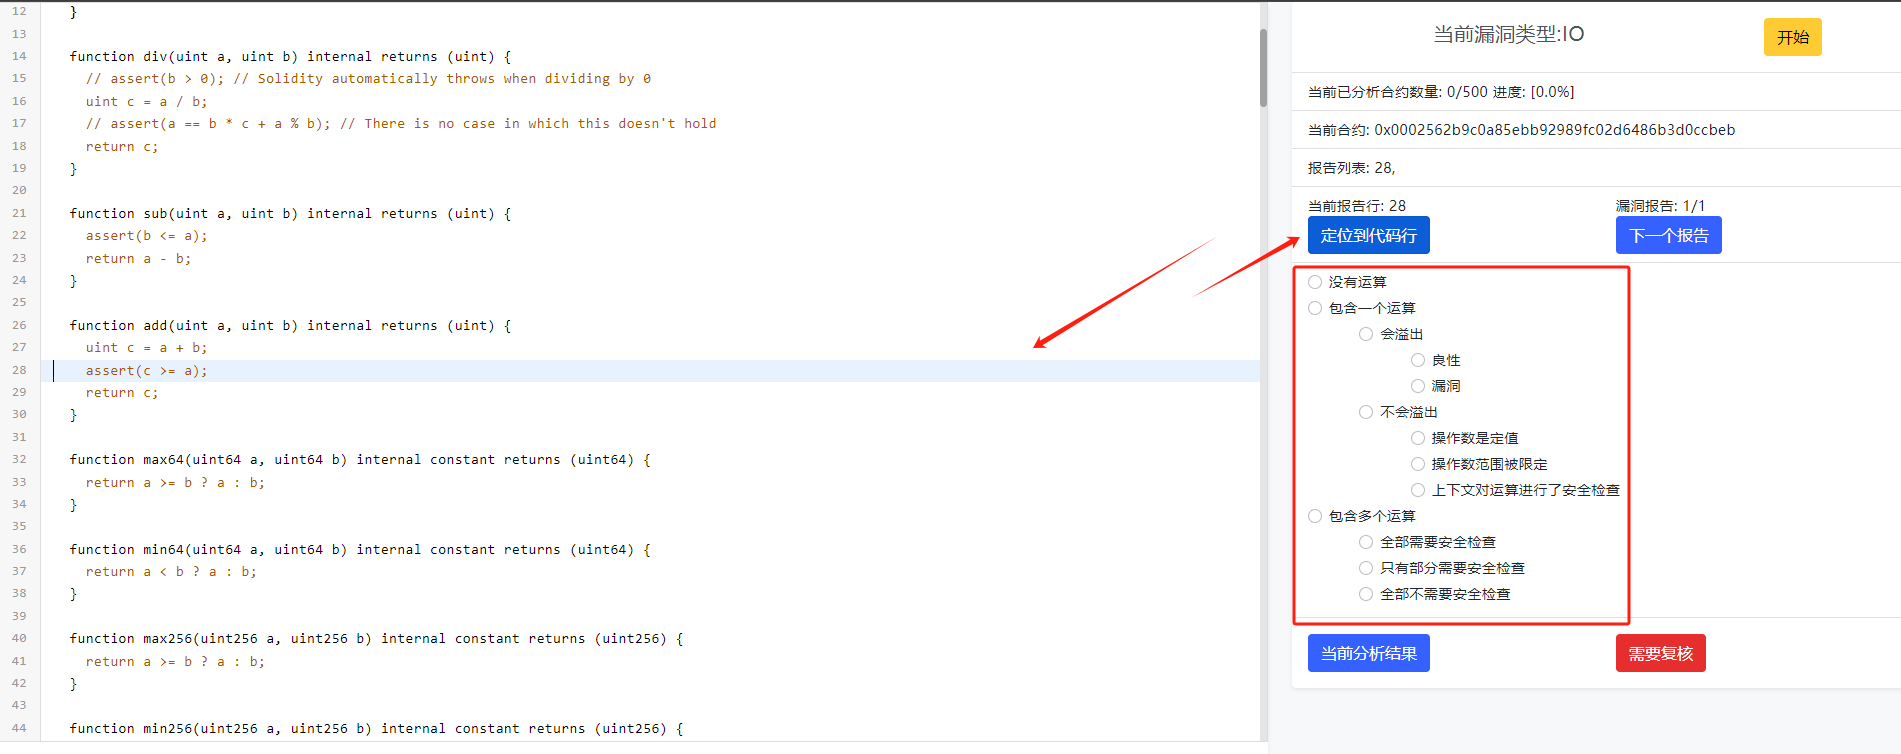 12 }
13
14 function div(uint a, uint b) internal returns (uint) {
15 // assert(b > 0); // Solidity automatically throws when dividing by 0
16 uint c = a / b;
17 // assert(a == b * c + a % b); // There is no case in which this doesn't hold
18 return c;
19 }
20
21 function sub(uint a, uint b) internal returns (uint) {
22 assert(b <= a);
23 return a - b;
24 }
25
26 function add(uint a, uint b) internal returns (uint) {
27 uint c = a + b;
28 assert(c >= a);
29 return c;
30 }
31
32 function max64(uint64 a, uint64 b) internal constant returns (uint64) {
33 return a >= b ? a : b;
34 }
35
36 function min64(uint64 a, uint64 b) internal constant returns (uint64) {
37 return a < b ? a : b;
38 }
39
40 function max256(uint256 a, uint256 b) internal constant returns (uint256) {
41 return a >= b ? a : b;
42 }
43
44 function min256(uint256 a, uint256 b) internal constant returns (uint256) {
当前漏洞类型:IO
开始
当前已分析合约数量: 0/500 进度: [0.0%]
当前合约: 0x0002562b9c0a85ebb92989fc02d6486b3d0ccbeb
报告列表: 28,
当前报告行: 28
漏洞报告: 1/1
定位到代码行
下一个报告
没有运算
包含一个运算
会溢出
良性
漏洞
不会溢出
操作数是定值
操作数范围被限定
上下文对运算进行了安全检查
包含多个运算
全部需要安全检查
只有部分需要安全检查
全部不需要安全检查
当前分析结果
需要复核